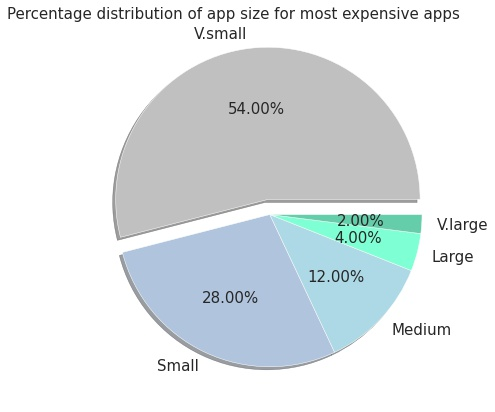 Percentage distribution of app size for most expensive apps
V.small
54.00%
2.00%
V.large
4.00%
Large
12.00%
28.00%
Medium
Small